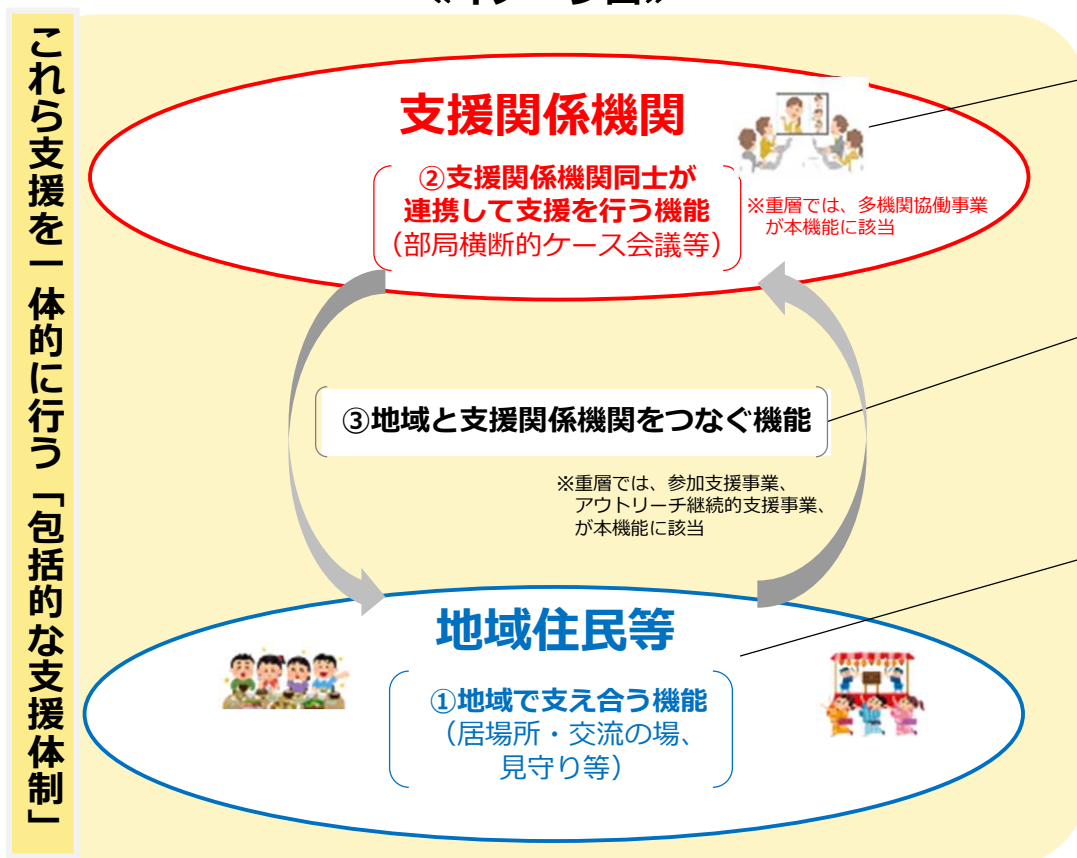 これら支援を一体的に行う「包括的な支援体制」
支援関係機関
②支援関係機関同士が
連携して支援を行う機能
（部局横断的ケース会議等）
※重層では、多機関協働事業
が本機能に該当
③地域と支援関係機関をつなぐ機能
※重層では、参加支援事業、
アウトリーチ継続的支援事業、
が本機能に該当
地域住民等
①地域で支え合う機能
（居場所・交流の場、
見守り等）